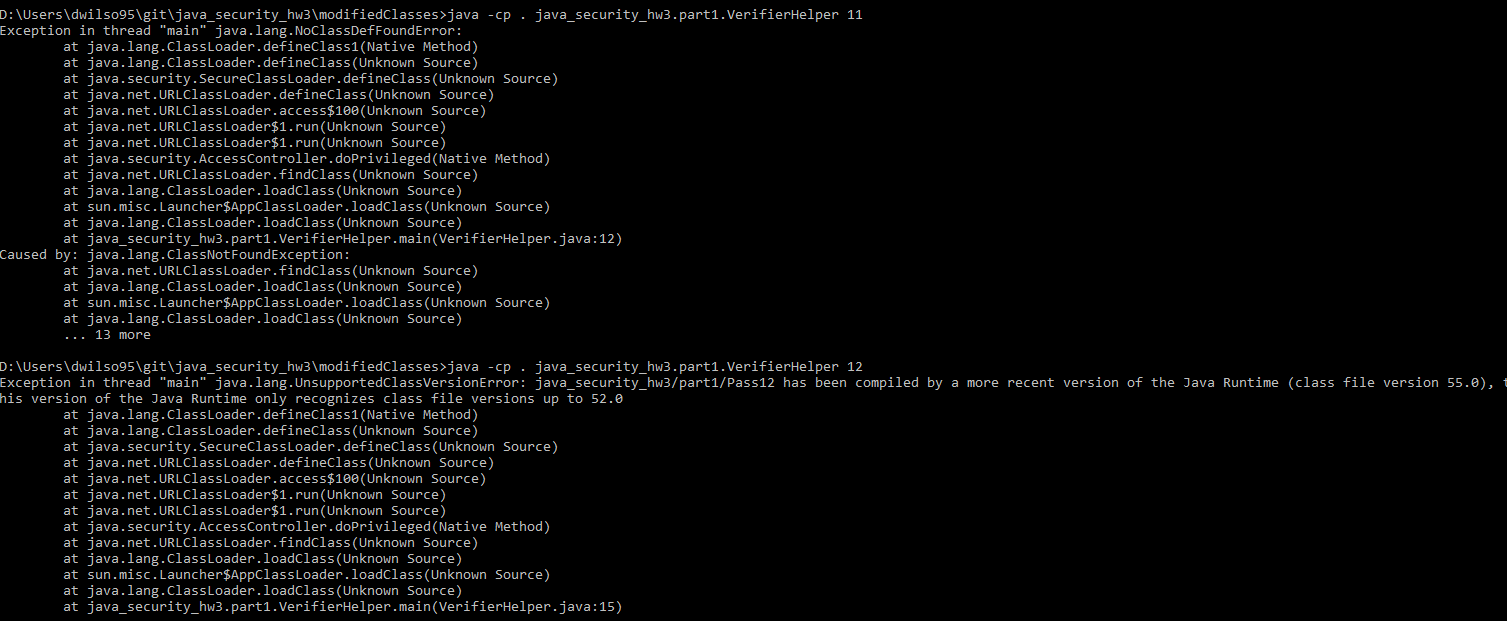 D:\Users\dwilso95\git\java_security_hw3\modifiedClasses>java -cp . java_security_hw3.part1.VerifierHelper 11
Exception in thread "main" java.lang.NoClassDefFoundError:
        at java.lang.ClassLoader.defineClass1(Native Method)
        at java.lang.ClassLoader.defineClass(Unknown Source)
        at java.security.SecureClassLoader.defineClass(Unknown Source)
        at java.net.URLClassLoader.defineClass(Unknown Source)
        at java.net.URLClassLoader.access$100(Unknown Source)
        at java.net.URLClassLoader$1.run(Unknown Source)
        at java.net.URLClassLoader$1.run(Unknown Source)
        at java.security.AccessController.doPrivileged(Native Method)
        at java.net.URLClassLoader.findClass(Unknown Source)
        at java.lang.ClassLoader.loadClass(Unknown Source)
        at sun.misc.Launcher$AppClassLoader.loadClass(Unknown Source)
        at java.lang.ClassLoader.loadClass(Unknown Source)
        at java_security_hw3.part1.VerifierHelper.main(VerifierHelper.java:12)
Caused by: java.lang.ClassNotFoundException:
        at java.net.URLClassLoader.findClass(Unknown Source)
        at java.lang.ClassLoader.loadClass(Unknown Source)
        at sun.misc.Launcher$AppClassLoader.loadClass(Unknown Source)
        at java.lang.ClassLoader.loadClass(Unknown Source)
        ... 13 more
D:\Users\dwilso95\git\java_security_hw3\modifiedClasses>java -cp . java_security_hw3.part1.VerifierHelper 12
Exception in thread "main" java.lang.UnsupportedClassVersionError: java_security_hw3/part1/Pass12 has been compiled by a more recent version of the Java Runtime (class file version 55.0), t
his version of the Java Runtime only recognizes class file versions up to 52.0
        at java.lang.ClassLoader.defineClass1(Native Method)
        at java.lang.ClassLoader.defineClass(Unknown Source)
        at java.security.SecureClassLoader.defineClass(Unknown Source)
        at java.net.URLClassLoader.defineClass(Unknown Source)
        at java.net.URLClassLoader.access$100(Unknown Source)
        at java.net.URLClassLoader$1.run(Unknown Source)
        at java.net.URLClassLoader$1.run(Unknown Source)
        at java.security.AccessController.doPrivileged(Native Method)
        at java.net.URLClassLoader.findClass(Unknown Source)
        at java.lang.ClassLoader.loadClass(Unknown Source)
        at sun.misc.Launcher$AppClassLoader.loadClass(Unknown Source)
        at java.lang.ClassLoader.loadClass(Unknown Source)
        at java_security_hw3.part1.VerifierHelper.main(VerifierHelper.java:15)